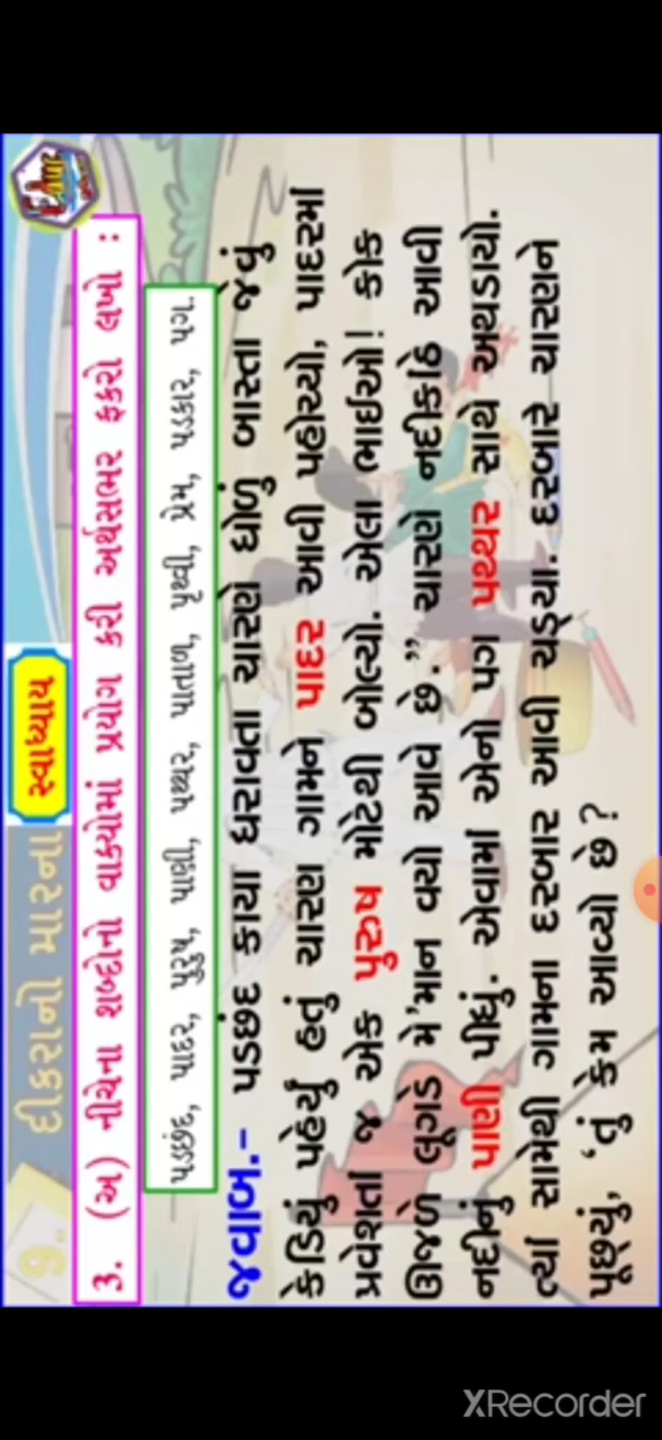 9.
દીકરાનો મારનાર
સ્વાધ્યાય
3. (અ) નીચેના શબ્દોનો વાક્યોમાં પ્રયોગ કરી અર્થસભર ફકરો લખો :
પડછંદ, પાદર, પુરુષ, પાણી, પથ્થર, પાતાળ, પૃથ્વી, પ્રેમ, પડકાર, પગ.
જવાબ.– પડછંદ કાયા ધરાવતા ચારણે ધોળું બાસ્તા જેવું
કેડિયું પહેર્યું હતું ચારણ ગામને પાદર આવી પહોચ્યો, પાદરમાં
પ્રવેશતાં જ એક પુરુષ મોટેથી બોલ્યો. એલા ભાઈઓ! કોક
ઊજળે લૂગડે મે'માન વયો આવે છે.” ચારણે નદીકાંઠે આવી
નદીનું પાણી પીધું. એવામાં એનો પગ પથ્થર સાથે અથડાયો.
ત્યાં સામેથી ગામના દરબાર આવી ચડ્યા. દરબારે ચારણને
પૂછ્યું, ‘તું કેમ આવ્યો છે?
XRecorder